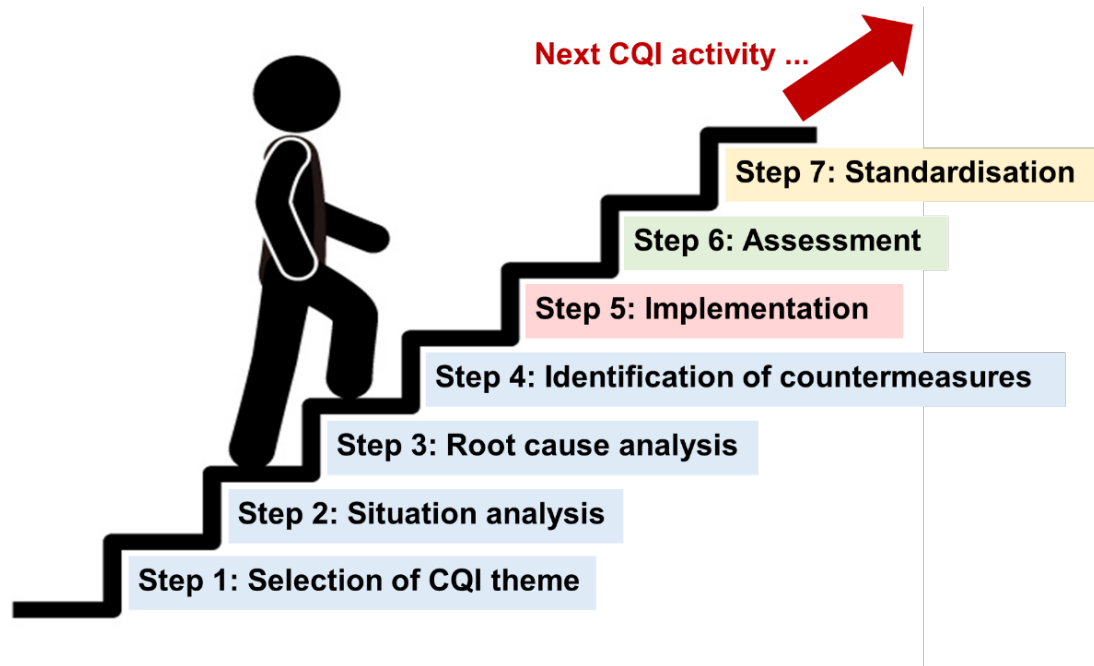 Next CQI activity ...
Step 7: Standardisation
Step 6: Assessment
Step 5: Implementation
Step 4: Identification of countermeasures
Step 3: Root cause analysis
Step 2: Situation analysis
Step 1: Selection of CQI theme